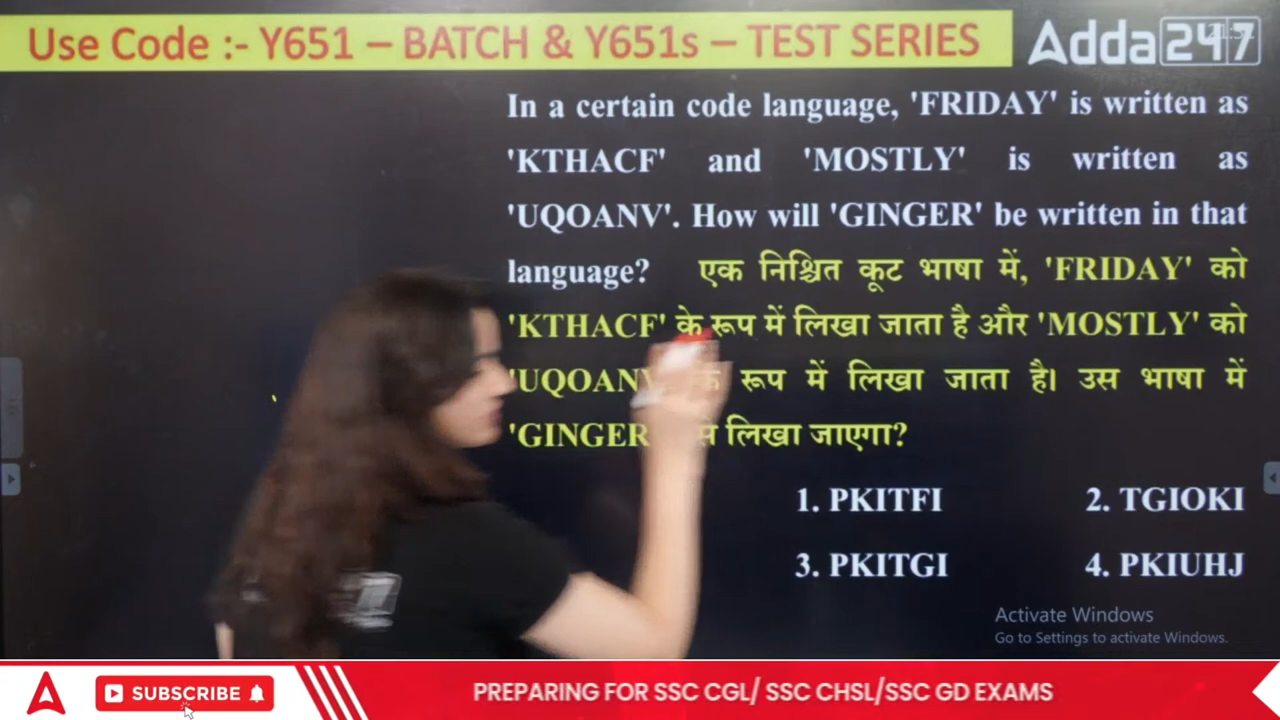 Use Code :- Y651 – BATCH & Y651s – TEST SERIES
Adda247
In a certain code language, 'FRIDAY' is written as
'KTHACF' and 'MOSTLY' is written as
'UQOANV'. How will 'GINGER' be written in that
language? एक निश्चित कूट भाषा में, 'FRIDAY' को
'KTHACF' के रूप में लिखा जाता है और 'MOSTLY' को
'UQOANV' रूप में लिखा जाता है। उस भाषा में
'GINGER लिखा जाएगा?
1. PKITFI 2. TGIOKI
3. PKITGI 4. PKIUHJ
Activate Windows
Go to Settings to activate Windows.
SUBSCRIBE
PREPARING FOR SSC CGL/ SSC CHSL/SSC GD EXAMS